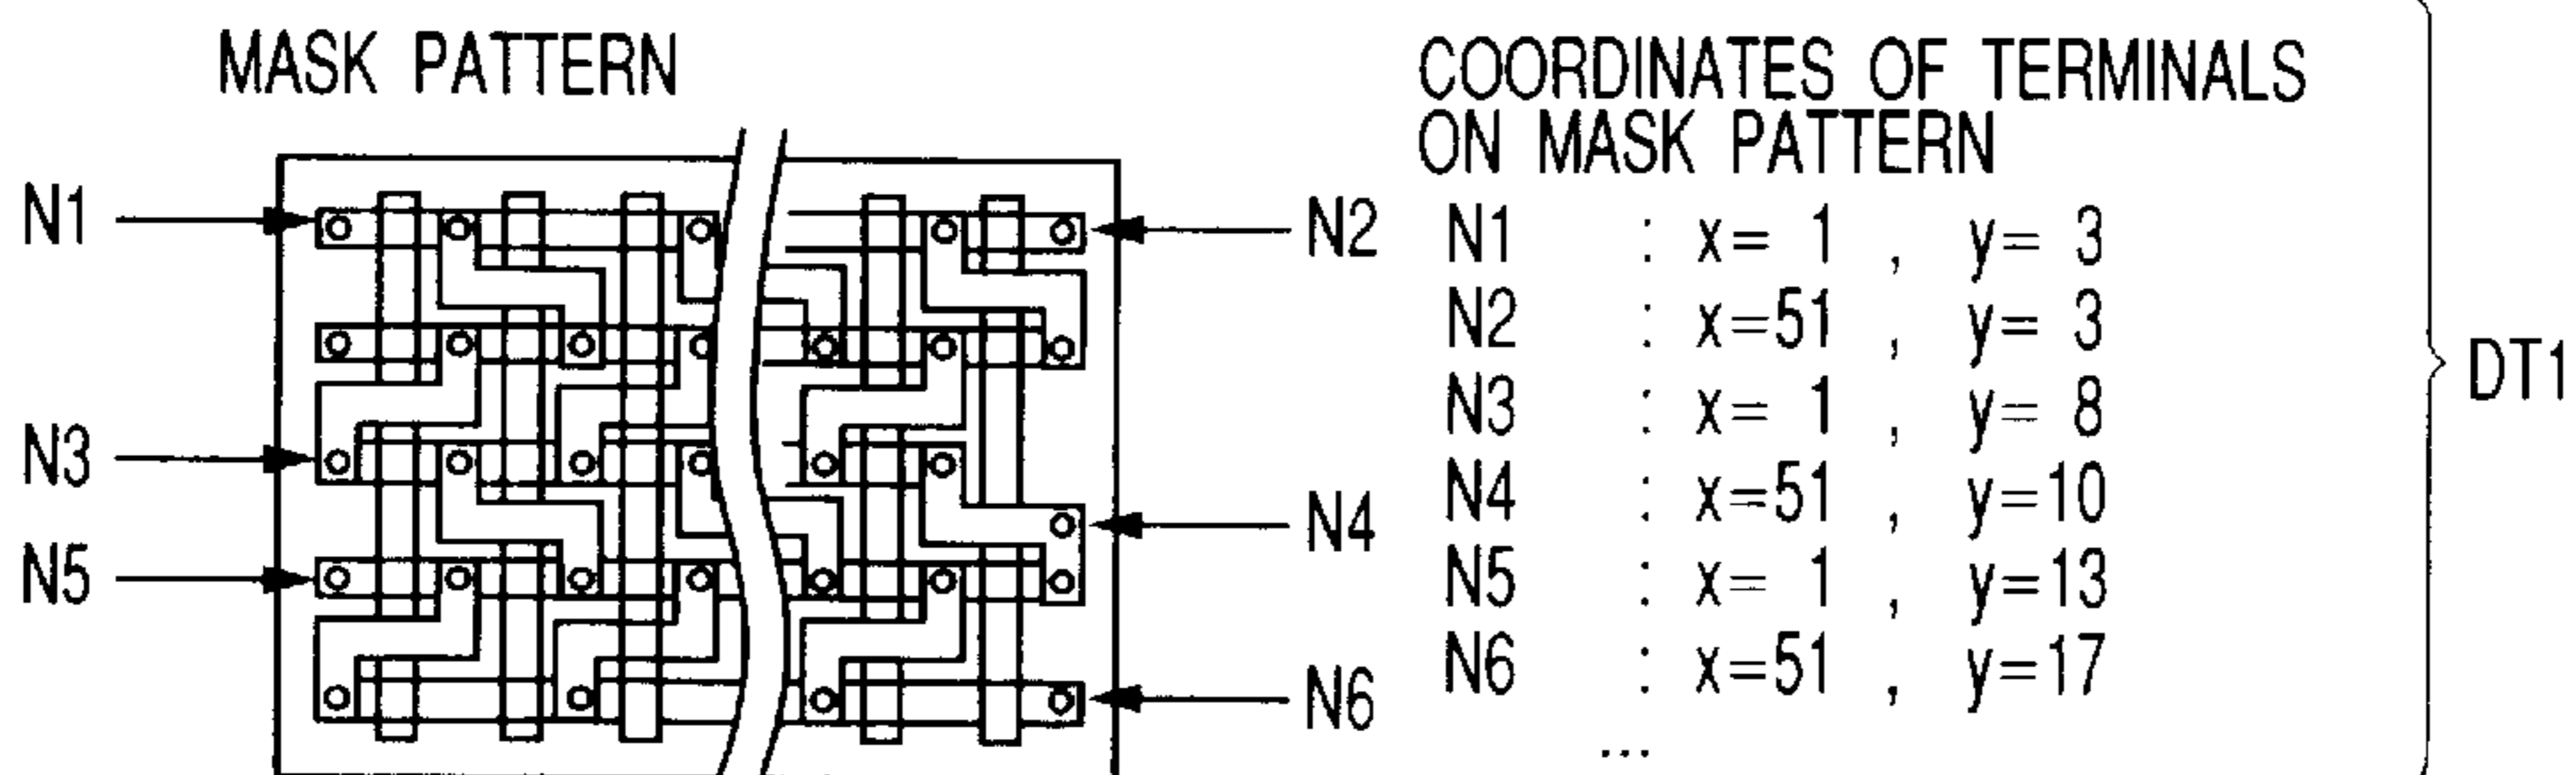 MASK PATTERN
N1
N3
N5
N2
N4
N6
COORDINATES OF TERMINALS
ON MASK PATTERN
N1 : x= 1 , y= 3
N2 : x=51 , y= 3
N3 : x= 1 , y= 8
N4 : x=51 , y=10
N5 : x= 1 , y=13
N6 : x=51 , y=17
...
DT1